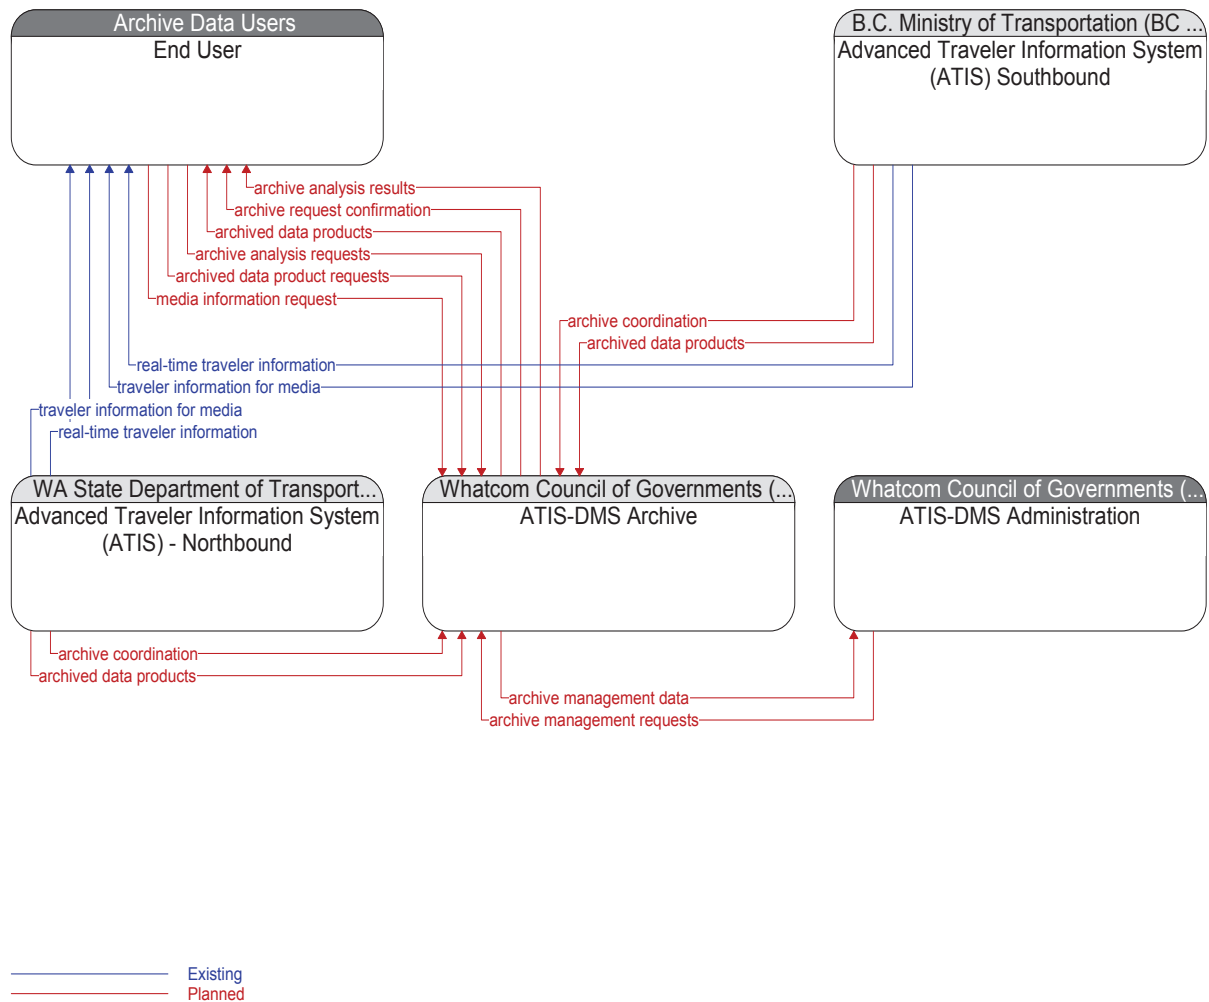 Archive Data Users
End User
B.C. Ministry of Transportation (BC ...
Advanced Traveler Information System
(ATIS) Southbound
archive analysis results
archive request confirmation
archived data products
archive analysis requests
archived data product requests
media information request
archive coordination
archived data products
real-time traveler information
traveler information for media
traveler information for media
real-time traveler information
WA State Department of Transport...
Advanced Traveler Information System
(ATIS) - Northbound
Whatcom Council of Governments (...
ATIS-DMS Archive
Whatcom Council of Governments (...
ATIS-DMS Administration
archive coordination
archived data products
archive management data
archive management requests
Existing
Planned